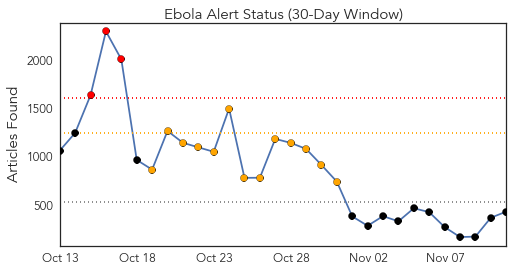 Ebola Alert Status (30-Day Window)
Articles Found
2000
1500
1000
500
Oct 13 Oct 18 Oct 23 Oct 28 Nov 02 Nov 07